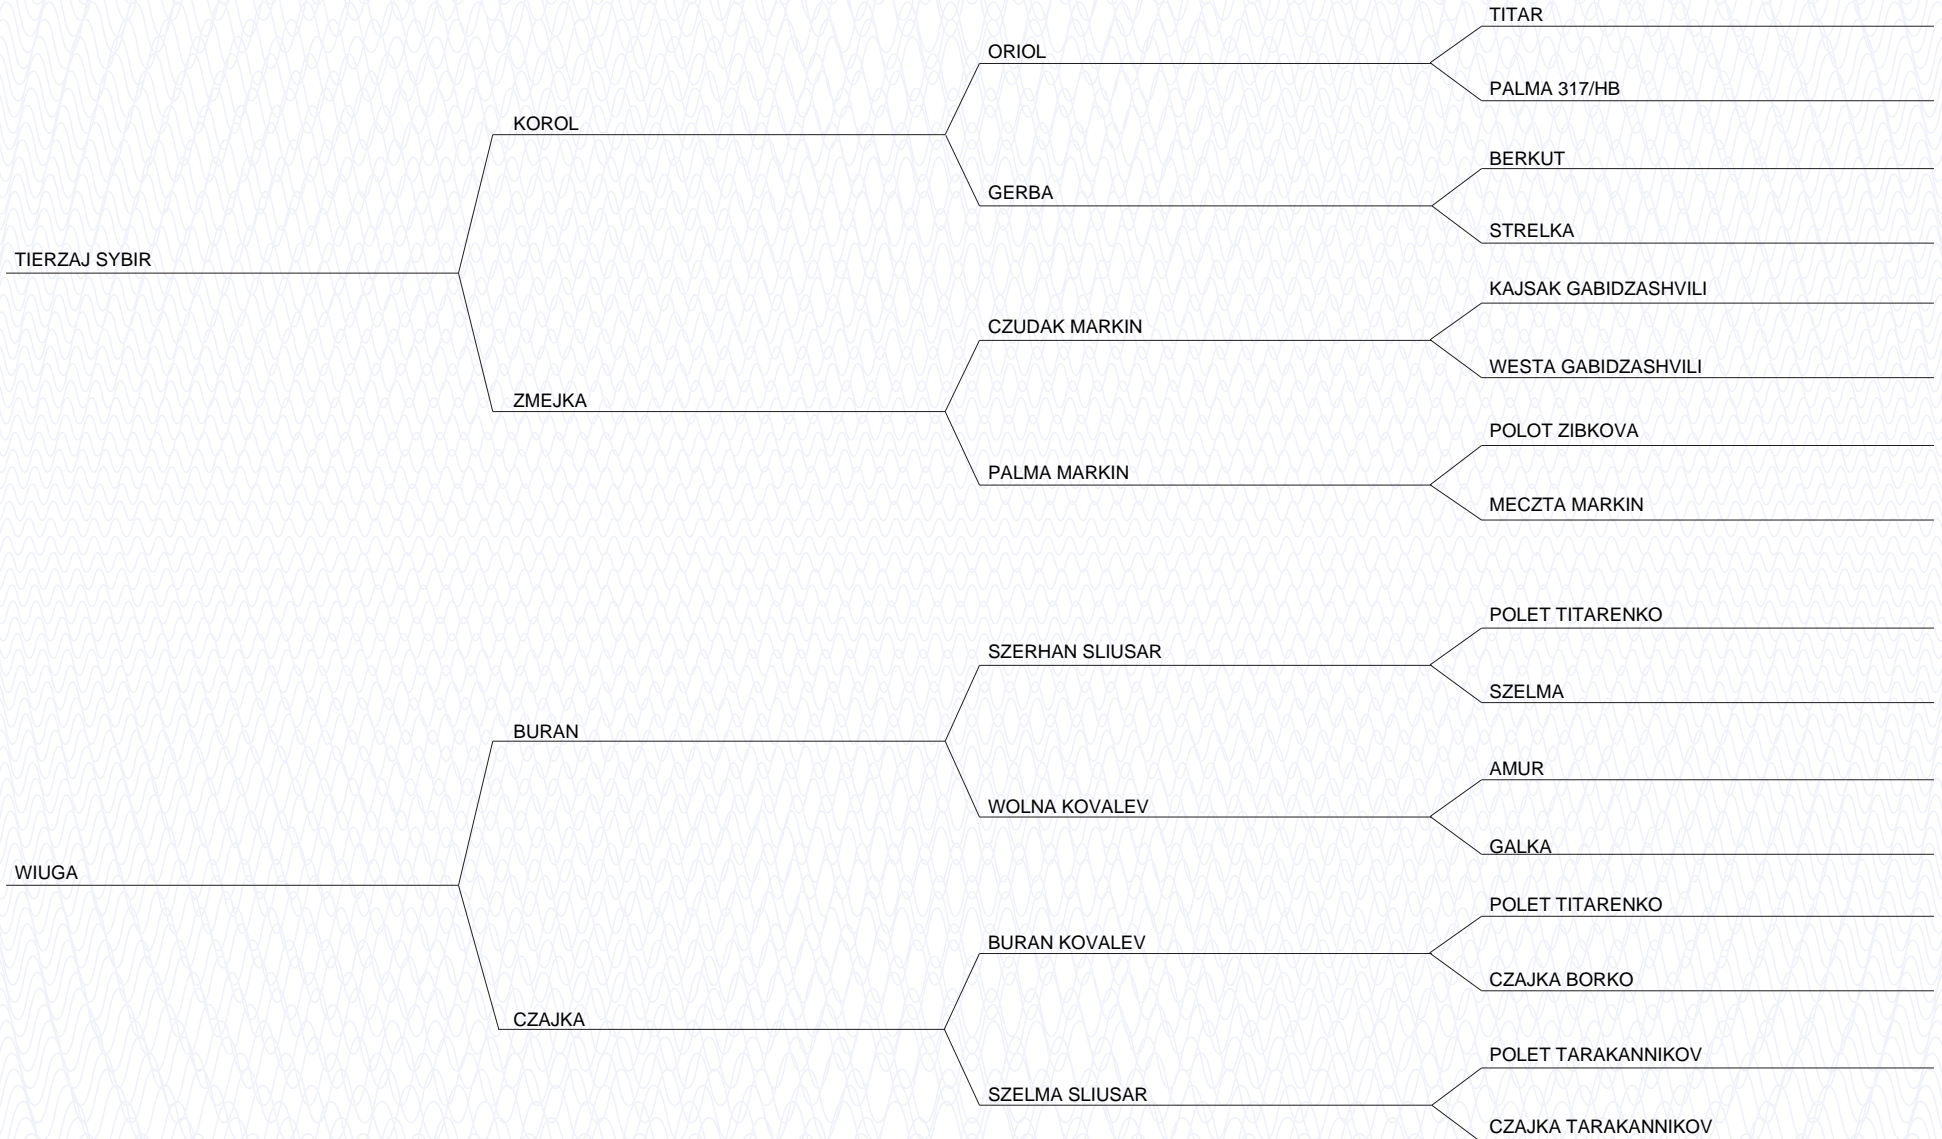 TITAR
ORIOL
PALMA 317/HB
KOROL
BERKUT
GERBA
STRELKA
TIERZAJ SYBIR
KAJSAK GABIDZASHVILI
CZUDAK MARKIN
WESTA GABIDZASHVILI
ZMEJKA
POLOT ZIBKOVA
PALMA MARKIN
MECZTA MARKIN
POLET TITARENKO
SZERHAN SLIUSAR
SZELMA
BURAN
AMUR
WOLNA KOVALEV
GALKA
WIUGA
POLET TITARENKO
BURAN KOVALEV
CZAJKA BORKO
CZAJKA
POLET TARAKANNIKOV
SZELMA SLIUSAR
CZAJKA TARAKANNIKOV